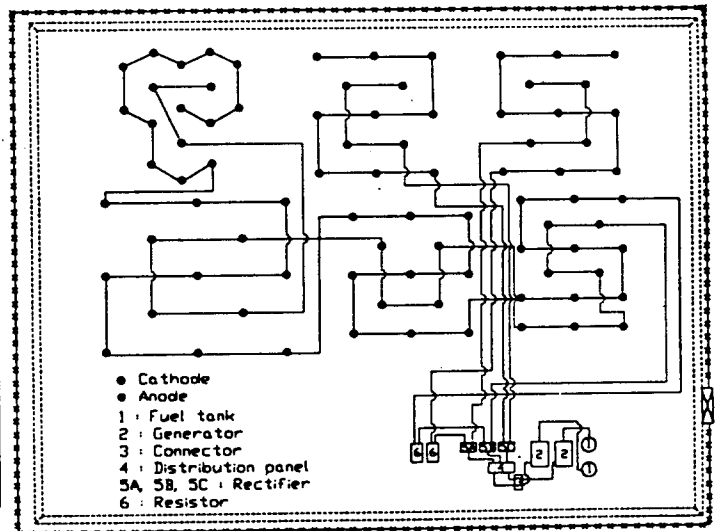 ● Cathode
● Anode
1 : Fuel tank
2 : Generator
3 : Connector
4 : Distribution panel
5A, 5B, 5C : Rectifier
6 : Resistor
6 6 2 2 1
1